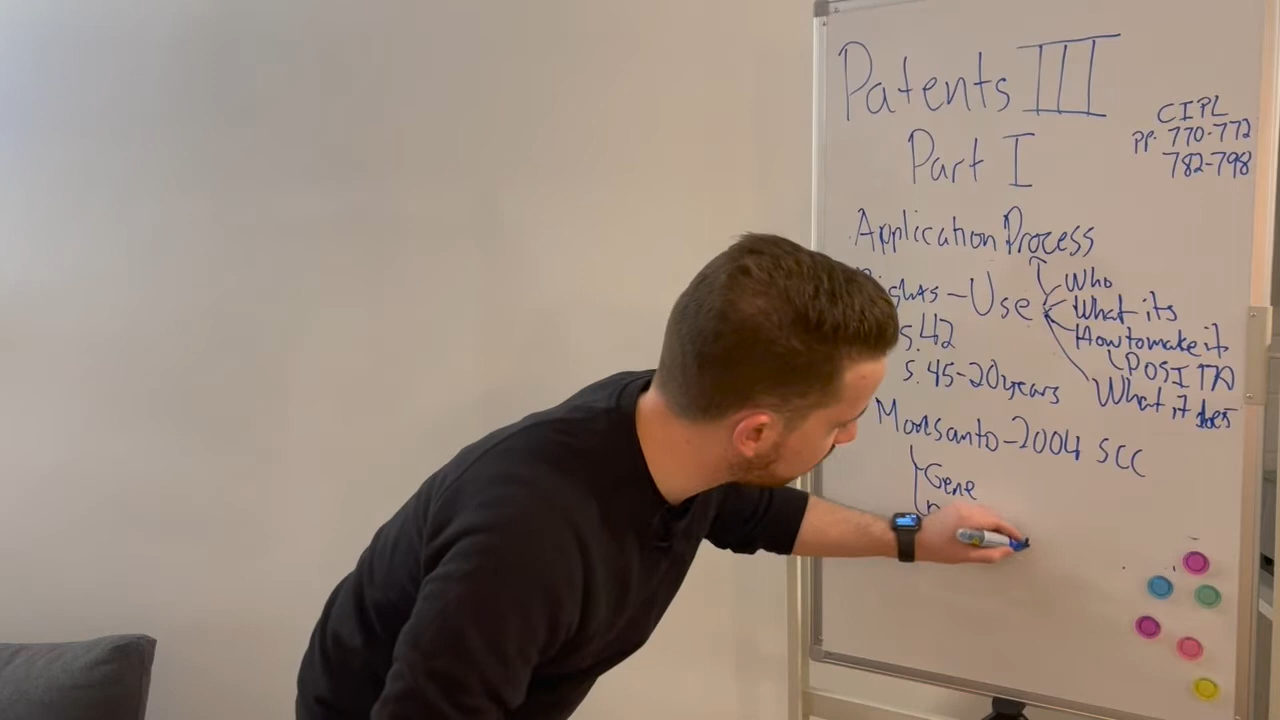 Patents III
CIPL
pp. 770-772
782-798
Part I
Application Process
Who
What its
How to make it
POSITA
What it does
- Use
s.42
s.45-20 years
Monsanto-2004 SCC
Gene